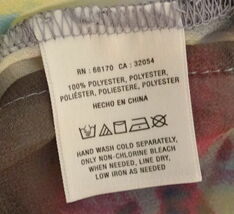 RN : 66170 CA : 32054
100% POLYESTER, POLYESTER,
POLIÉSTER, POLIESTERE, POLYESTER
HECHO EN CHINA
HAND WASH COLD SEPARATELY,
ONLY NON-CHLORINE BLEACH
WHEN NEEDED, LINE DRY,
LOW IRON AS NEEDED